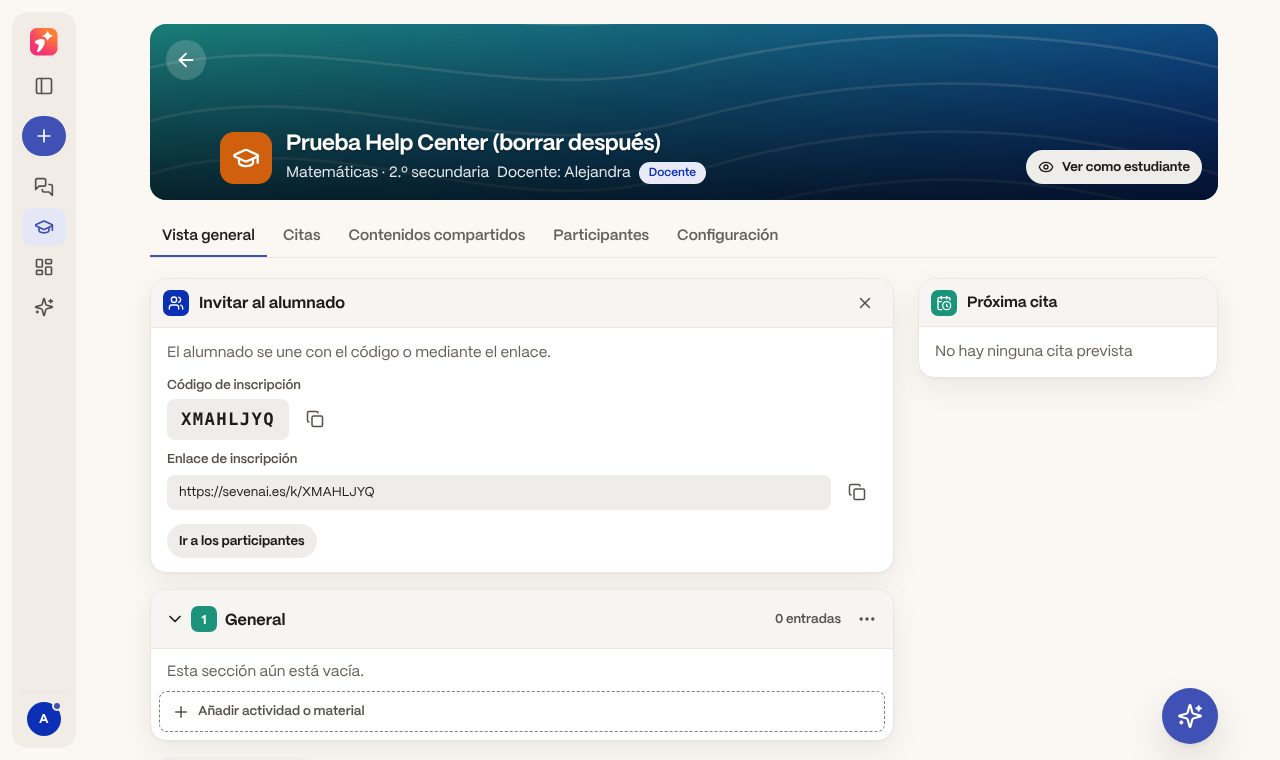 Prueba Help Center (borrar después)
Matemáticas · 2.º secundaria Docente: Alejandra Docente
Ver como estudiante
Vista general Citas Contenidos compartidos Participantes Configuración
Invitar al alumnado
El alumnado se une con el código o mediante el enlace.
Código de inscripción
XMAHLJYQ
Enlace de inscripción
https://sevenai.es/k/XMAHLJYQ
Ir a los participantes
Próxima cita
No hay ninguna cita prevista
1 General 0 entradas
Esta sección aún está vacía.
Añadir actividad o material
A